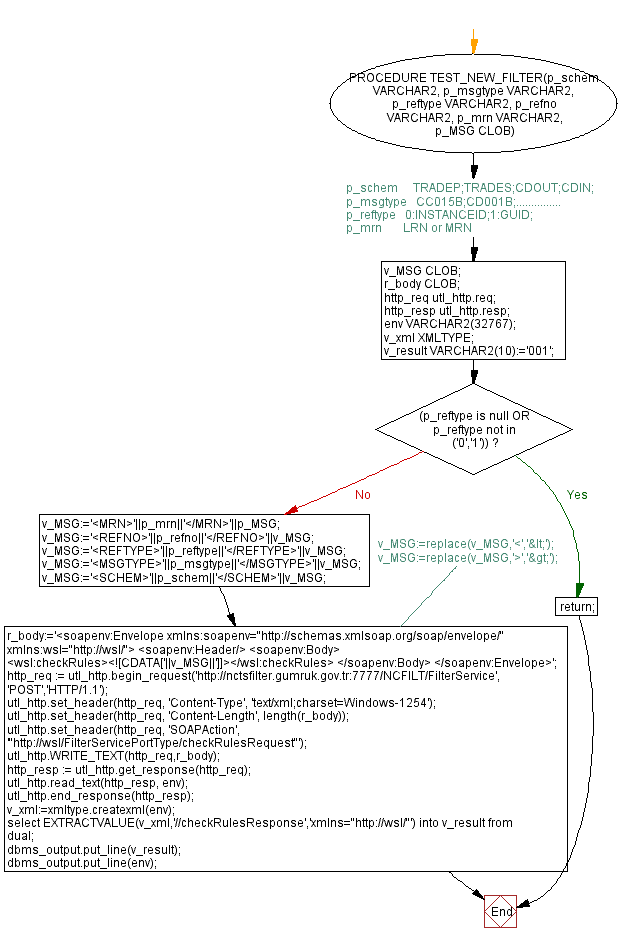 PROCEDURE TEST_NEW_FILTER(p_schem
VARCHAR2, p_msgtype VARCHAR2,
p_reftype VARCHAR2, p_refno
VARCHAR2, p_mrn VARCHAR2,
p_MSG CLOB)
p_schem TRADEP;TRADES;CDOUT;CDIN;
p_msgtype CC015B;CD001B;...............
p_reftype 0:INSTANCEID;1:GUID;
p_mrn LRN or MRN
v_MSG CLOB;
r_body CLOB;
http_req utl_http.req;
http_resp utl_http.resp;
env VARCHAR2(32767);
v_xml XMLTYPE;
v_result VARCHAR2(10):='001';
(p_reftype is null OR
p_reftype not in
('0','1')) ?
No
Yes
v_MSG:='<MRN>'||p_mrn||'</MRN>'||p_MSG;
v_MSG:='<REFNO>'||p_refno||'</REFNO>'||v_MSG;
v_MSG:='<REFTYPE>'||p_reftype||'</REFTYPE>'||v_MSG;
v_MSG:='<MSGTYPE>'||p_msgtype||'</MSGTYPE>'||v_MSG;
v_MSG:='<SCHEM>'||p_schem||'</SCHEM>'||v_MSG;
v_MSG:=replace(v_MSG,'<','&lt;');
v_MSG:=replace(v_MSG,'>','&gt;');
return;
r_body:='<soapenv:Envelope xmlns:soapenv="http://schemas.xmlsoap.org/soap/envelope/"
xmlns:wsl="http://wsl/"> <soapenv:Header/> <soapenv:Body>
<wsl:checkRules><![CDATA['||v_MSG||']]></wsl:checkRules> </soapenv:Body> </soapenv:Envelope>';
http_req := utl_http.begin_request('http://nctsfilter.gumruk.gov.tr:7777/NCFILT/FilterService',
'POST','HTTP/1.1');
utl_http.set_header(http_req, 'Content-Type', 'text/xml;charset=Windows-1254');
utl_http.set_header(http_req, 'Content-Length', length(r_body));
utl_http.set_header(http_req, 'SOAPAction',
'"http://wsl/FilterServicePortType/checkRulesRequest"');
utl_http.WRITE_TEXT(http_req,r_body);
http_resp := utl_http.get_response(http_req);
utl_http.read_text(http_resp, env);
utl_http.end_response(http_resp);
v_xml:=xmltype.createxml(env);
select EXTRACTVALUE(v_xml,'//checkRulesResponse','xmlns="http://wsl/"') into v_result from
dual;
dbms_output.put_line(v_result);
dbms_output.put_line(env);
End